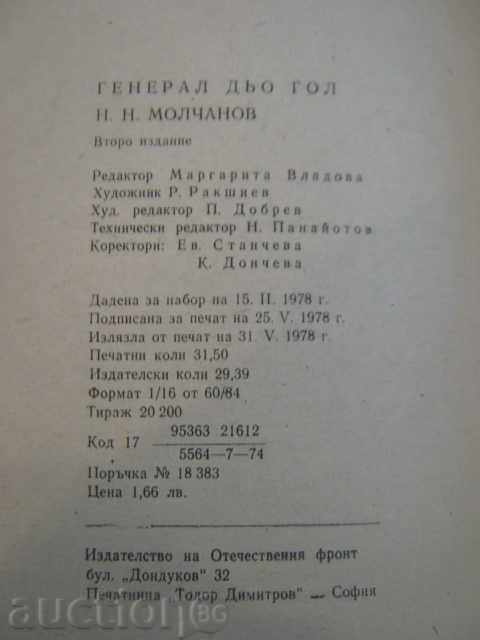 ГЕНЕРАЛ ДЬО ГОЛ
Н. Н. МОЛЧАНОВ
Второ издание
Редактор Маргарита Владова
Художник Р. Ракшиев
Худ. редактор П. Добрев
Технически редактор Н. Панайотов
Коректори: Ев. Станчева
К. Дончева
Дадена за набор на 15. II. 1978 г.
Подписана за печат на 25. V. 1978 г.
Излязла от печат на 31. V. 1978 г.
Печатни коли 31,50
Издателски коли 29,39
Формат 1/16 от 60/84
Тираж 20 200
Код 17 95363 21612
5564—7—74
Поръчка № 18 383
Цена 1,66 лв.
Издателство на Отечествения фронт
бул. „Дондуков" 32
Печатница „Тодор Димитров" — София
auction.BG